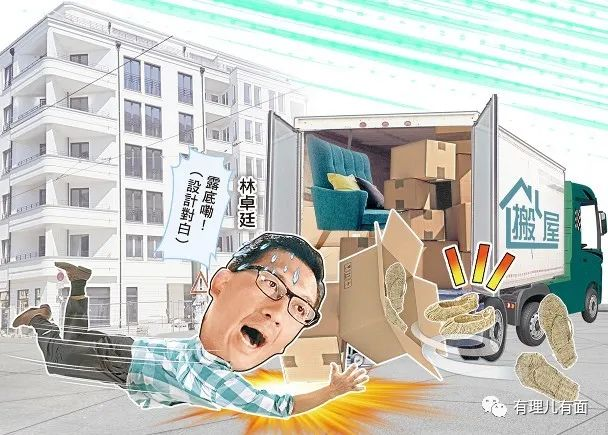 露底嘞！
（設計對白）
林卓廷
搬屋
有理儿有面